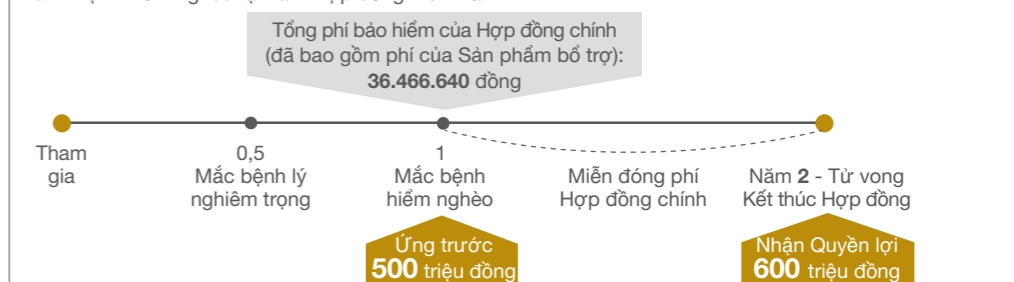 Tổng phí bảo hiểm của Hợp đồng chính
(đã bao gồm phí của Sản phẩm bổ trợ):
36.466.640 đồng
Tham
gia
0,5
Mắc bệnh lý
nghiêm trọng
1
Mắc bệnh
hiểm nghèo
Miễn đóng phí
Hợp đồng chính
Năm 2 - Tử vong
Kết thúc Hợp đồng
Ứng trước
500 triệu đồng
Nhận Quyền lợi
600 triệu đồng